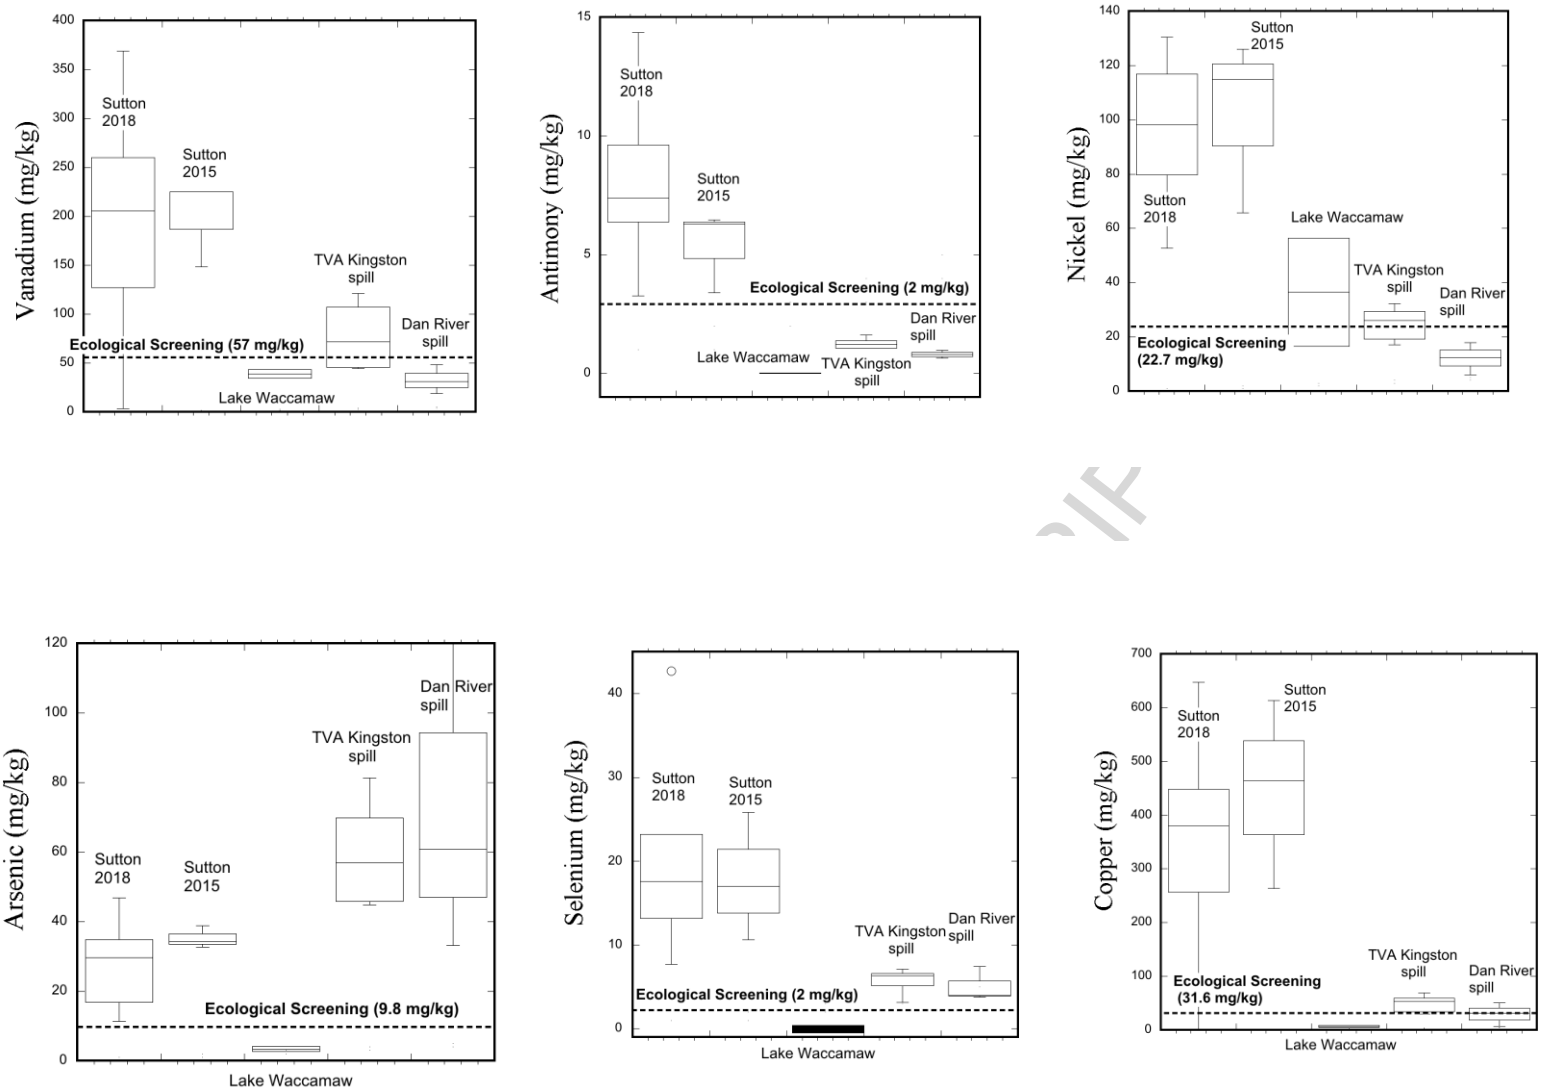 Vanadium (mg/kg)
400
350
300
250
200
150
100
50
0
Sutton
2018
Sutton
2015
TVA Kingston
spill
Dan River
spill
Ecological Screening (57 mg/kg)
Lake Waccamaw
Antimony (mg/kg)
15
10
5
0
Sutton
2018
Sutton
2015
Ecological Screening (2 mg/kg)
Dan River
spill
Lake Waccamaw
TVA Kingston
spill
Nickel (mg/kg)
140
120
100
80
60
40
20
0
Sutton
2015
Sutton
2018
Lake Waccamaw
TVA Kingston
spill
Dan River
spill
Ecological Screening
(22.7 mg/kg)
Arsenic (mg/kg)
120
100
80
60
40
20
0
Dan River
spill
TVA Kingston
spill
Sutton
2018
Sutton
2015
Ecological Screening (9.8 mg/kg)
Lake Waccamaw
Selenium (mg/kg)
40
30
20
10
0
Sutton
2018
Sutton
2015
TVA Kingston
spill
Dan River
spill
Ecological Screening (2 mg/kg)
Lake Waccamaw
Copper (mg/kg)
700
600
500
400
300
200
100
0
Sutton
2018
Sutton
2015
TVA Kingston
spill
Dan River
spill
Ecological Screening
(31.6 mg/kg)
Lake Waccamaw